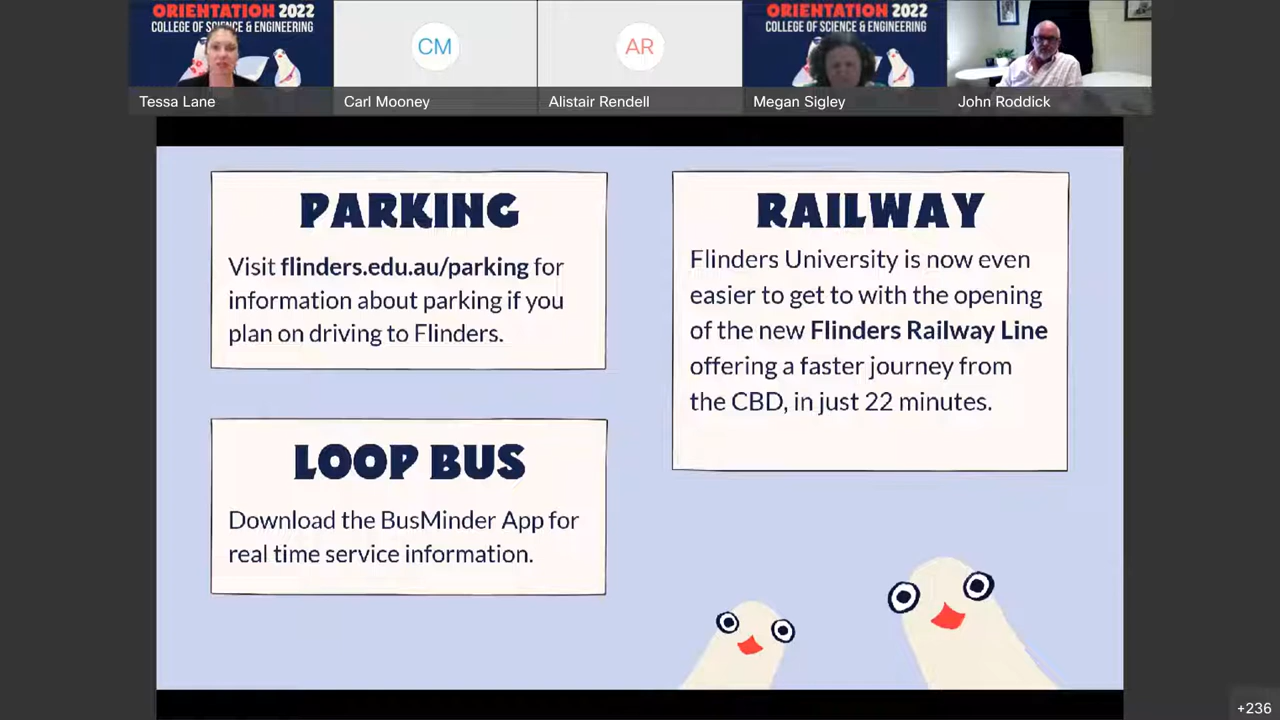 ORIENTATION 2022
COLLEGE OF SCIENCE & ENGINEERING
Tessa Lane
CM
Carl Mooney
AR
Alistair Rendell
ORIENTATION 2022
COLLEGE OF SCIENCE & ENGINEERING
Megan Sigley
John Roddick
PARKING
Visit flinders.edu.au/parking for
information about parking if you
plan on driving to Flinders.
LOOP BUS
Download the BusMinder App for
real time service information.
RAILWAY
Flinders University is now even
easier to get to with the opening
of the new Flinders Railway Line
offering a faster journey from
the CBD, in just 22 minutes.
+236